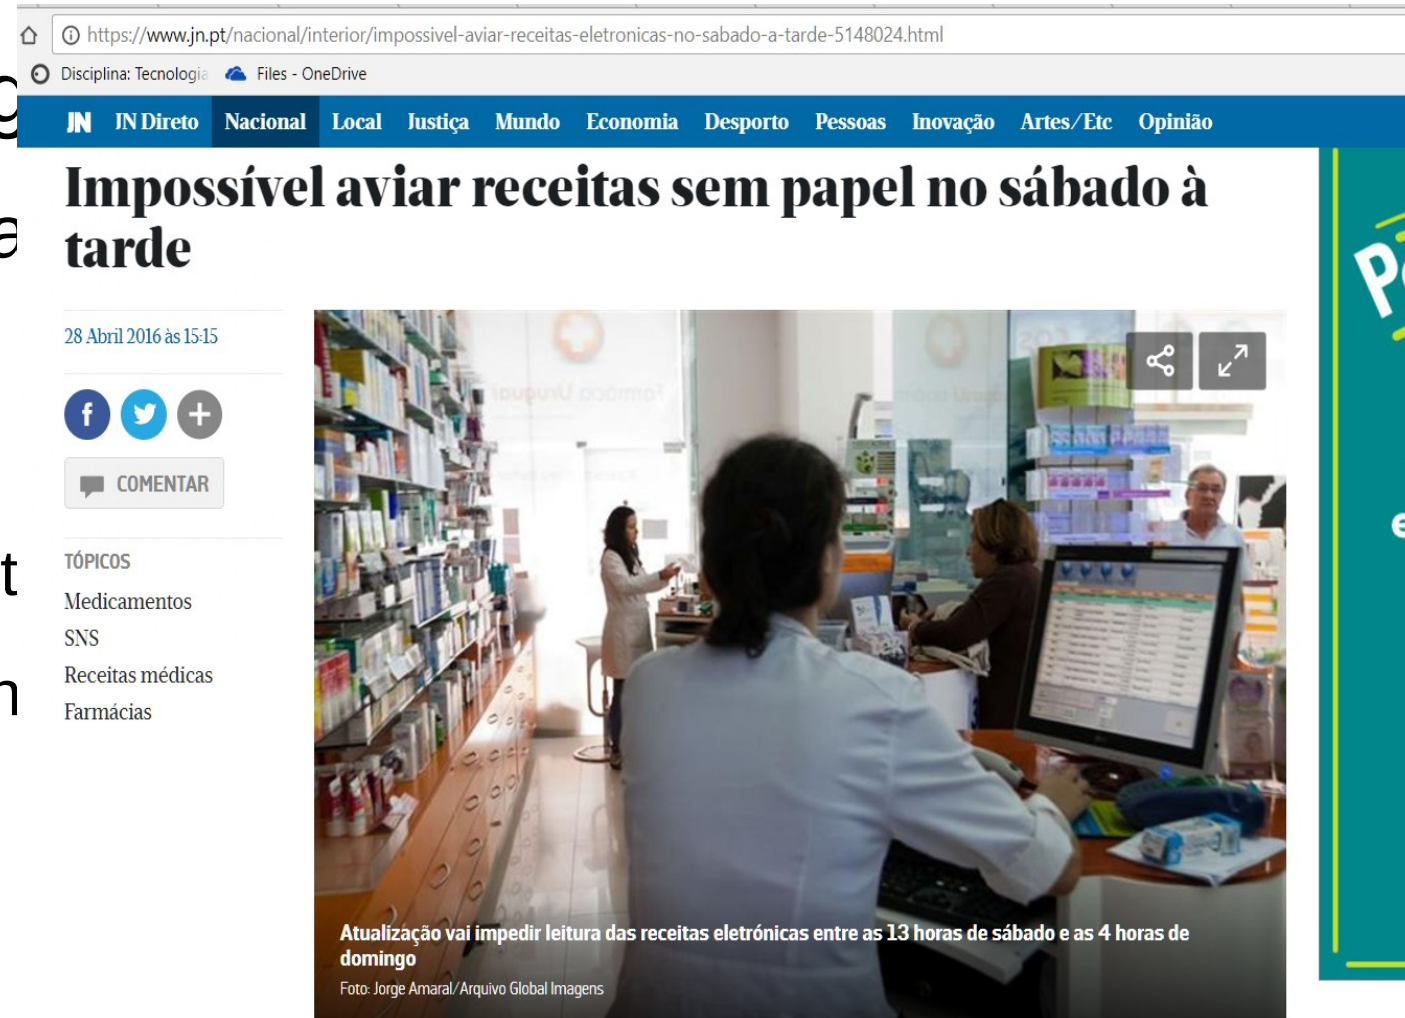 https://www.jn.pt/nacional/interior/impossivel-aviar-receitas-eletronicas-no-sabado-a-tarde-5148024.html
Disciplina: Tecnologia Files - OneDrive
JN JN Direto Nacional Local Justiça Mundo Economia Desporto Pessoas Inovação Artes/Etc Opinião
Impossível aviar receitas sem papel no sábado à
tarde
28 Abril 2016 às 15:15
COMENTAR
TÓPICOS
Medicamentos
SNS
Receitas médicas
Farmácias
Atualização vai impedir leitura das receitas eletrónicas entre as 13 horas de sábado e as 4 horas de
domingo
Foto: Jorge Amaral/Arquivo Global Imagens